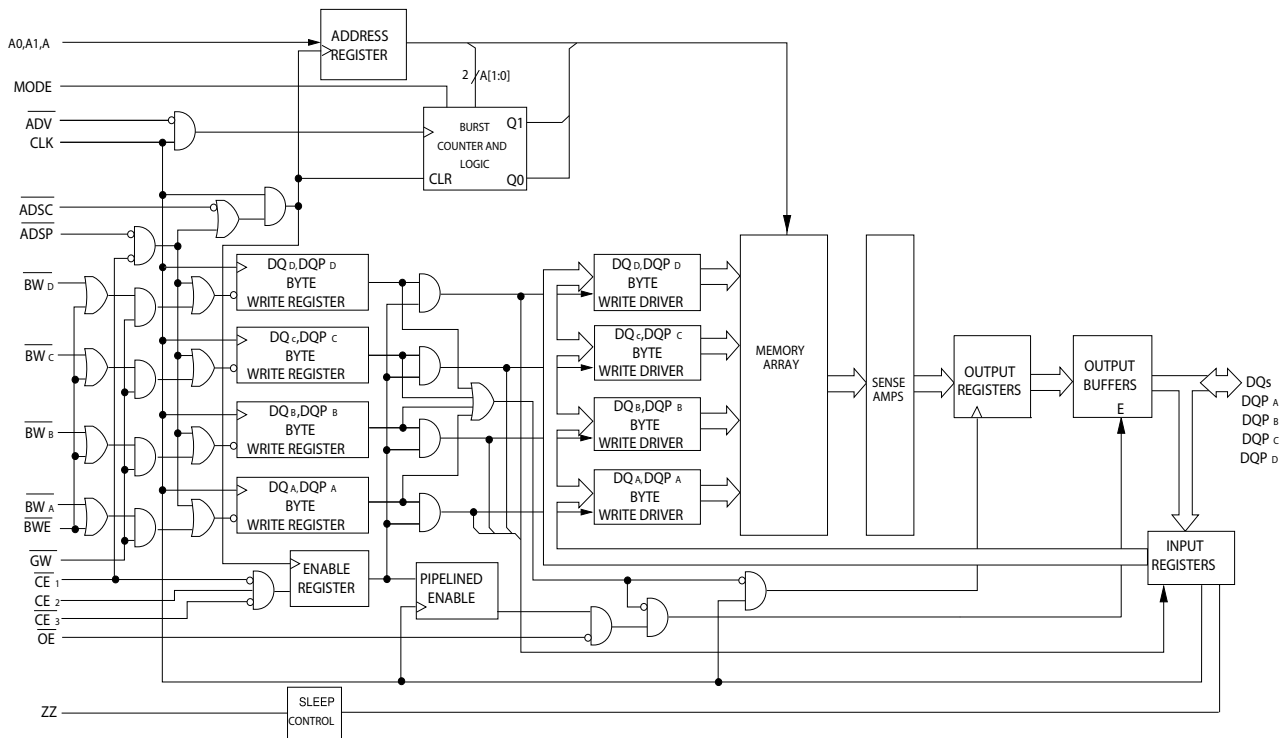 A0,A1,A
ADDRESS
REGISTER
2
A[1:0]
MODE
ADV
CLK
BURST
COUNTER AND
LOGIC
Q1
CLR
Q0
ADSC
ADSP
BW D
DQ D,DQP D
BYTE
WRITE REGISTER
DQ D,DQP D
BYTE
WRITE DRIVER
BW C
DQ c,DQP C
BYTE
WRITE REGISTER
DQ c,DQP C
BYTE
WRITE DRIVER
MEMORY
ARRAY
SENSE
AMPS
OUTPUT
REGISTERS
OUTPUT
BUFFERS
E
DQs
DQP A
DQP B
DQP C
DQP D
BW B
DQ B,DQP B
BYTE
WRITE REGISTER
DQ B,DQP B
BYTE
WRITE DRIVER
BW A
BWE
DQ A,DQP A
BYTE
WRITE REGISTER
DQ A,DQP A
BYTE
WRITE DRIVER
GW
CE 1
CE 2
CE 3
OE
ENABLE
REGISTER
PIPELINED
ENABLE
INPUT
REGISTERS
ZZ
SLEEP
CONTROL